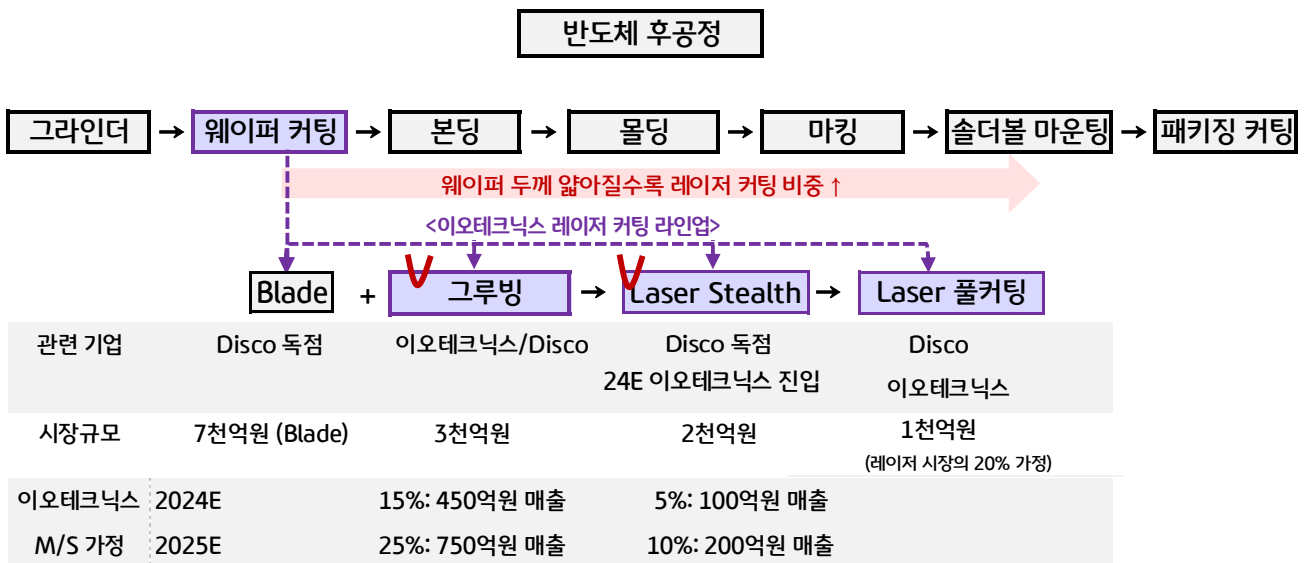 반도체 후공정
그라인더 → 웨이퍼 커팅 → 본딩 → 몰딩 → 마킹 → 솔더볼 마운팅 → 패키징 커팅
웨이퍼 두께 얇아질수록 레이저 커팅 비중 ↑
<이오테크닉스 레이저 커팅 라인업>
Blade + 그루빙 → Laser Stealth → Laser 풀커팅
관련 기업 Disco 독점 이오테크닉스/Disco Disco 독점 Disco
24E 이오테크닉스 진입 이오테크닉스
시장규모 7천억원 (Blade) 3천억원 2천억원 1천억원
(레이저 시장의 20% 가정)
이오테크닉스 2024E 15%: 450억원 매출 5%: 100억원 매출
M/S 가정 2025E 25%: 750억원 매출 10%: 200억원 매출